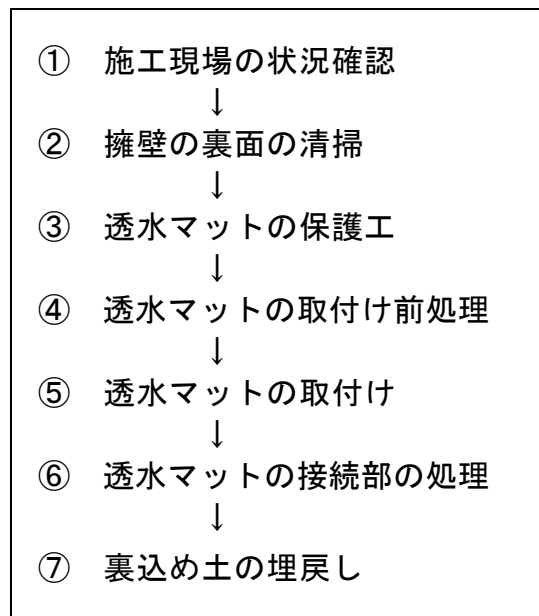 ① 施工現場の状況確認
↓
② 擁壁の裏面の清掃
↓
③ 透水マットの保護工
↓
④ 透水マットの取付け前処理
↓
⑤ 透水マットの取付け
↓
⑥ 透水マットの接続部の処理
↓
⑦ 裏込め土の埋戻し